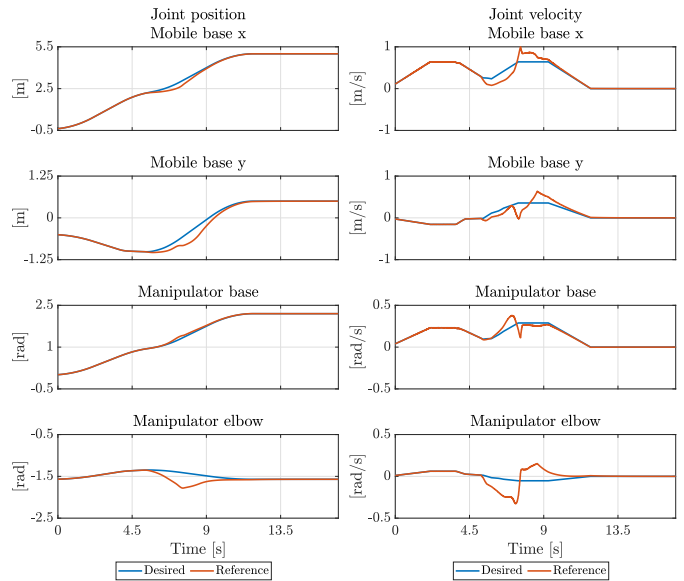 Joint position
Mobile base x
5.5
2.5
-0.5
[m]
Mobile base y
1.25
0
-1.25
[m]
Manipulator base
2.5
1
-0.5
[rad]
Manipulator elbow
-0.5
-1.5
-2.5
[rad]
0 4.5 9 13.5
Time [s]
Desired Reference
Joint velocity
Mobile base x
1
0
-1
[m/s]
Mobile base y
1
0
-1
[m/s]
Manipulator base
0.5
0
-0.5
[rad/s]
Manipulator elbow
0.5
0
-0.5
[rad/s]
0 4.5 9 13.5
Time [s]
Desired Reference